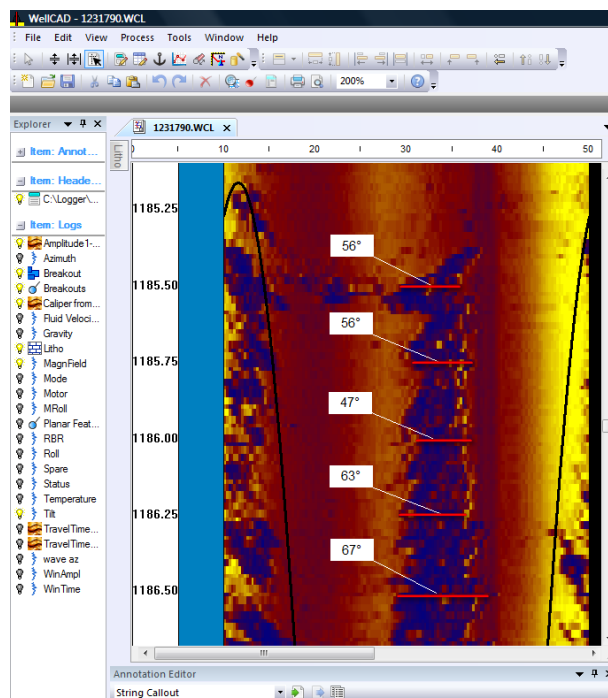 WellCAD - 1231790.WCL
File Edit View Process Tools Window Help
200%
Explorer
1231790.WCL
Item: Annot...
Item: Heade...
C:\Logger\...
Item: Logs
Amplitude1-...
Azimuth
Breakout
Breakouts
Caliper from...
Fluid Veloci...
Gravity
Litho
MagnField
Mode
Motor
MRoll
Planar Feat...
RBR
Roll
Spare
Status
Temperature
Tilt
TravelTime...
TravelTime...
wave az
WinAmpl
WinTime
Litho
0 10 20 30 40 50
1185.25
56°
1185.50
56°
1185.75
47°
1186.00
63°
1186.25
67°
1186.50
Annotation Editor
String Callout